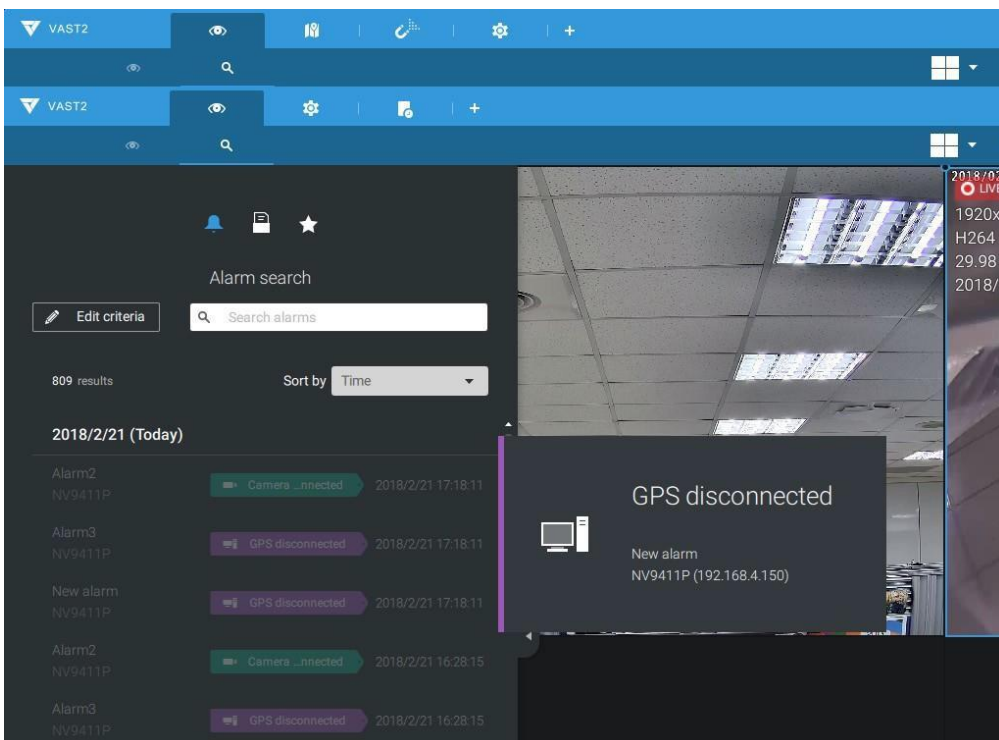 VAST2
VAST2
Alarm search
Edit criteria
Search alarms
809 results
Sort by Time
2018/2/21 (Today)
Alarm2
NV9411P
Camera ...nnected
2018/2/21 17:18:11
Alarm3
NV9411P
GPS disconnected
2018/2/21 17:18:11
New alarm
NV9411P
GPS disconnected
2018/2/21 17:18:11
Alarm2
NV9411P
Camera ...nnected
2018/2/21 16:28:15
Alarm3
NV9411P
GPS disconnected
2018/2/21 16:28:15
2018/02
LIVE
1920x
H264
29.98
2018/
GPS disconnected
New alarm
NV9411P (192.168.4.150)